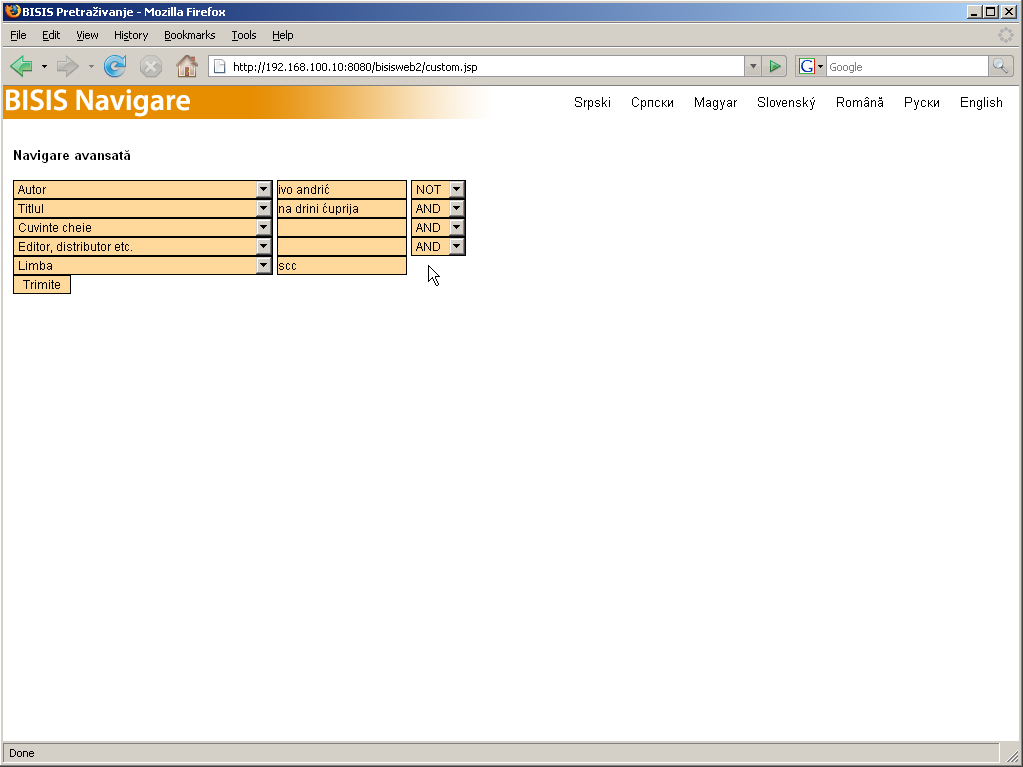 BISIS Pretraživanje - Mozilla Firefox
File Edit View History Bookmarks Tools Help
http://192.168.100.10:8080/bisisweb2/custom.jsp G Google
BISIS Navigare Srpski Српски Magyar Slovenský Română Руски English
Navigare avansată
Autor ivo andrić NOT
Titlul na drini ćuprija AND
Cuvinte cheie AND
Editor, distributor etc. AND
Limba scc
Trimite
Done